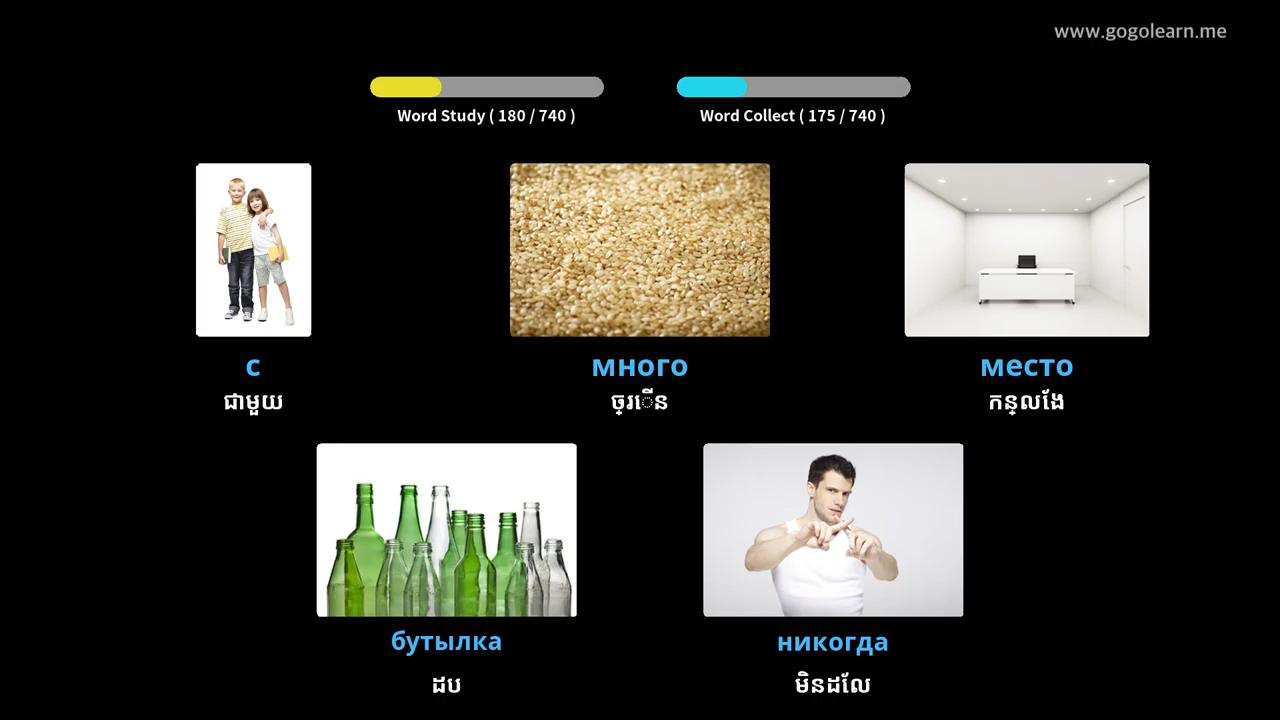 www.gogolearn.me
Word Study ( 180 / 740 )
Word Collect ( 175 / 740 )
с
много
место
ជាមួយ
ច្រើន
កន្លែង
бутылка
никогда
ដប
មិនដែល